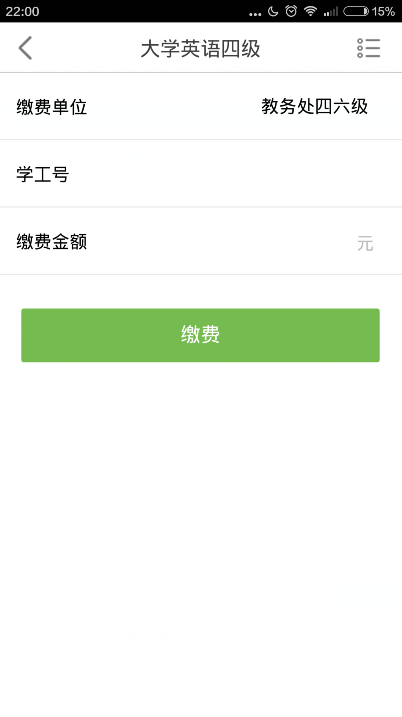 22:00 ... 15%
大学英语四级
缴费单位 教务处四六级
学工号
缴费金额 元
缴费